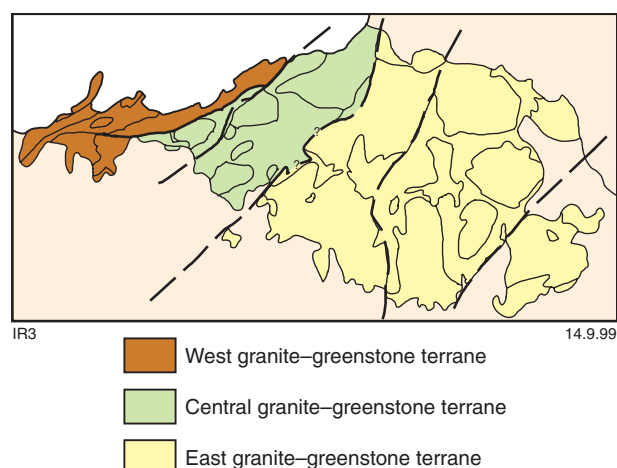 ?
?
IR3 14.9.99
West granite–greenstone terrane
Central granite–greenstone terrane
East granite–greenstone terrane